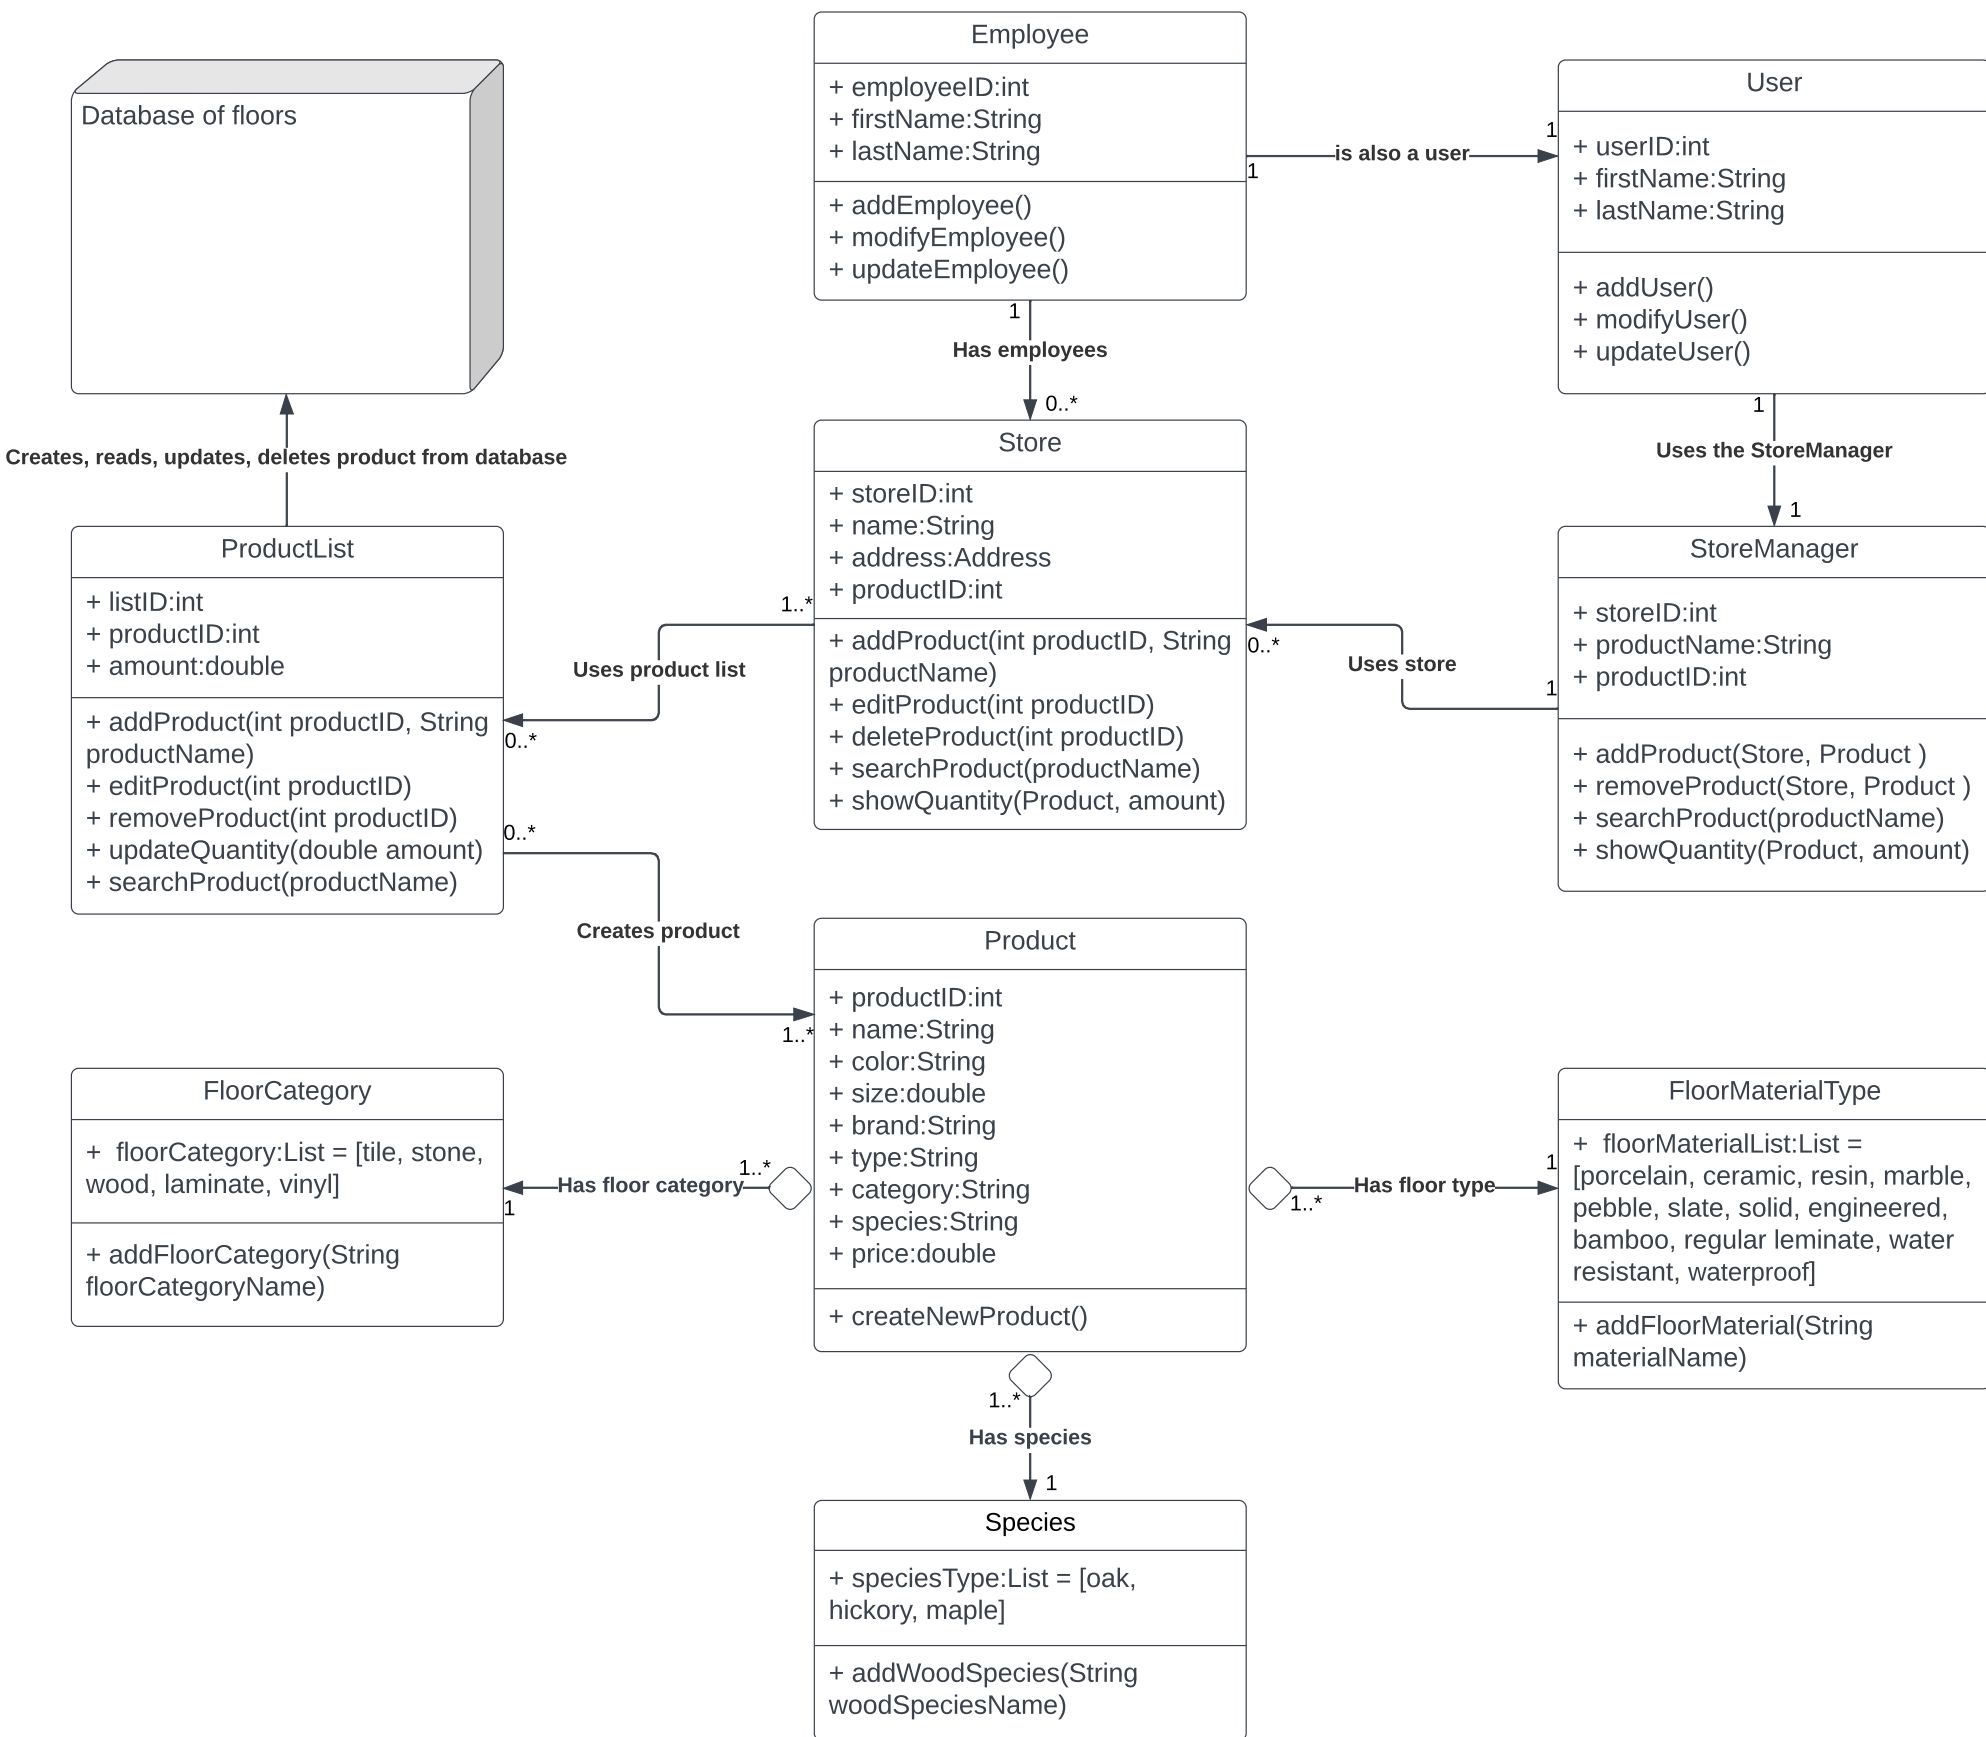 Employee
+ employeeID:int
+ firstName:String
+ lastName:String
+ addEmployee()
+ modifyEmployee()
+ updateEmployee()
Database of floors
User
+ userID:int
+ firstName:String
+ lastName:String
+ addUser()
+ modifyUser()
+ updateUser()
1
is also a user
1
1
Has employees
0..*
1
Uses the StoreManager
1
Creates, reads, updates, deletes product from database
Store
+ storeID:int
+ name:String
+ address:Address
+ productID:int
+ addProduct(int productID, String
productName)
+ editProduct(int productID)
+ deleteProduct(int productID)
+ searchProduct(productName)
+ showQuantity(Product, amount)
ProductList
+ listID:int
+ productID:int
+ amount:double
+ addProduct(int productID, String
productName)
+ editProduct(int productID)
+ removeProduct(int productID)
+ updateQuantity(double amount)
+ searchProduct(productName)
1..*
Uses product list
0..*
0..*
Uses store
1
StoreManager
+ storeID:int
+ productName:String
+ productID:int
+ addProduct(Store, Product )
+ removeProduct(Store, Product )
+ searchProduct(productName)
+ showQuantity(Product, amount)
0..*
Creates product
1..*
Product
+ productID:int
+ name:String
+ color:String
+ size:double
+ brand:String
+ type:String
+ category:String
+ species:String
+ price:double
+ createNewProduct()
FloorCategory
+  floorCategory:List = [tile, stone,
wood, laminate, vinyl]
+ addFloorCategory(String
floorCategoryName)
1..*
Has floor category
1
1
Has floor type
1..*
FloorMaterialType
+  floorMaterialList:List =
[porcelain, ceramic, resin, marble,
pebble, slate, solid, engineered,
bamboo, regular leminate, water
resistant, waterproof]
+ addFloorMaterial(String
materialName)
1..*
Has species
1
Species
+ speciesType:List = [oak,
hickory, maple]
+ addWoodSpecies(String
woodSpeciesName)